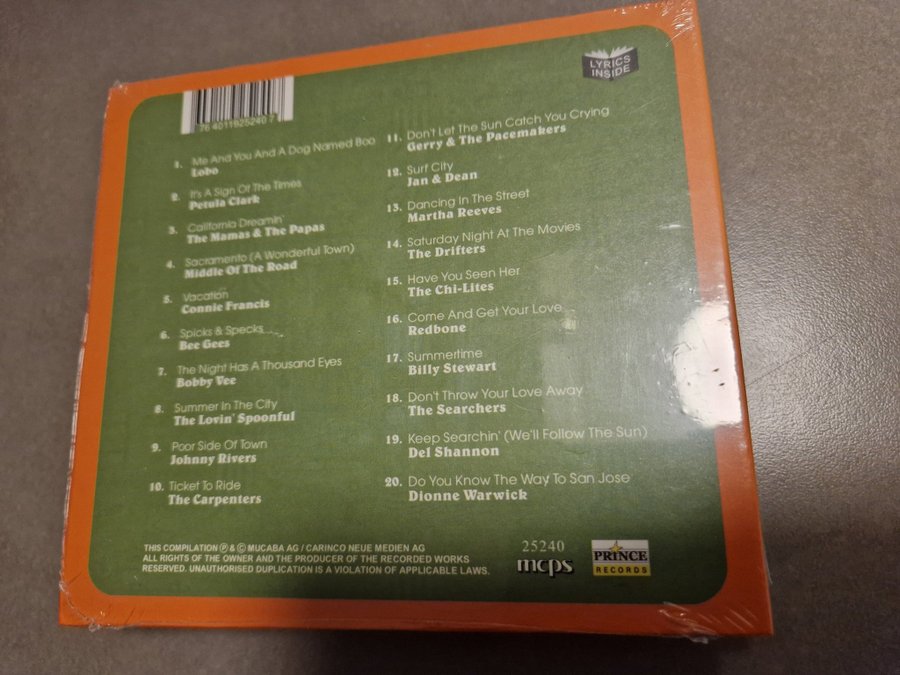 LYRICS
INSIDE
76 40119252407
1. Me And You And A Dog Named Boo
Lobo
2. It's A Sign Of The Times
Petula Clark
3. California Dreamin'
The Mamas & The Papas
4. Sacramento (A Wonderful Town)
Middle Of The Road
5. Vacation
Connie Francis
6. Spicks & Specks
Bee Gees
7. The Night Has A Thousand Eyes
Bobby Vee
8. Summer In The City
The Lovin' Spoonful
9. Poor Side Of Town
Johnny Rivers
10. Ticket To Ride
The Carpenters
11. Don't Let The Sun Catch You Crying
Gerry & The Pacemakers
12. Surf City
Jan & Dean
13. Dancing In The Street
Martha Reeves
14. Saturday Night At The Movies
The Drifters
15. Have You Seen Her
The Chi-Lites
16. Come And Get Your Love
Redbone
17. Summertime
Billy Stewart
18. Don't Throw Your Love Away
The Searchers
19. Keep Searchin' (We'll Follow The Sun)
Del Shannon
20. Do You Know The Way To San Jose
Dionne Warwick
THIS COMPILATION ℗ & © MUCABA AG / CARINCO NEUE MEDIEN AG
ALL RIGHTS OF THE OWNER AND THE PRODUCER OF THE RECORDED WORKS
RESERVED. UNAUTHORISED DUPLICATION IS A VIOLATION OF APPLICABLE LAWS.
25240
mcps
PRINCE
RECORDS